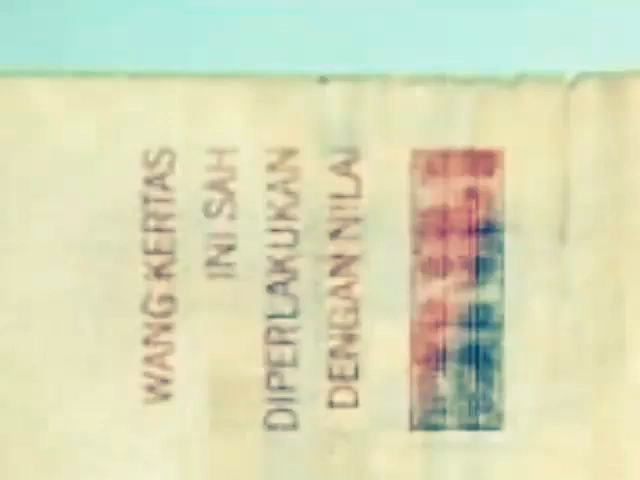 WANG KERTAS
INI SAH
DIPERLAKUKAN
DENGAN NILAI